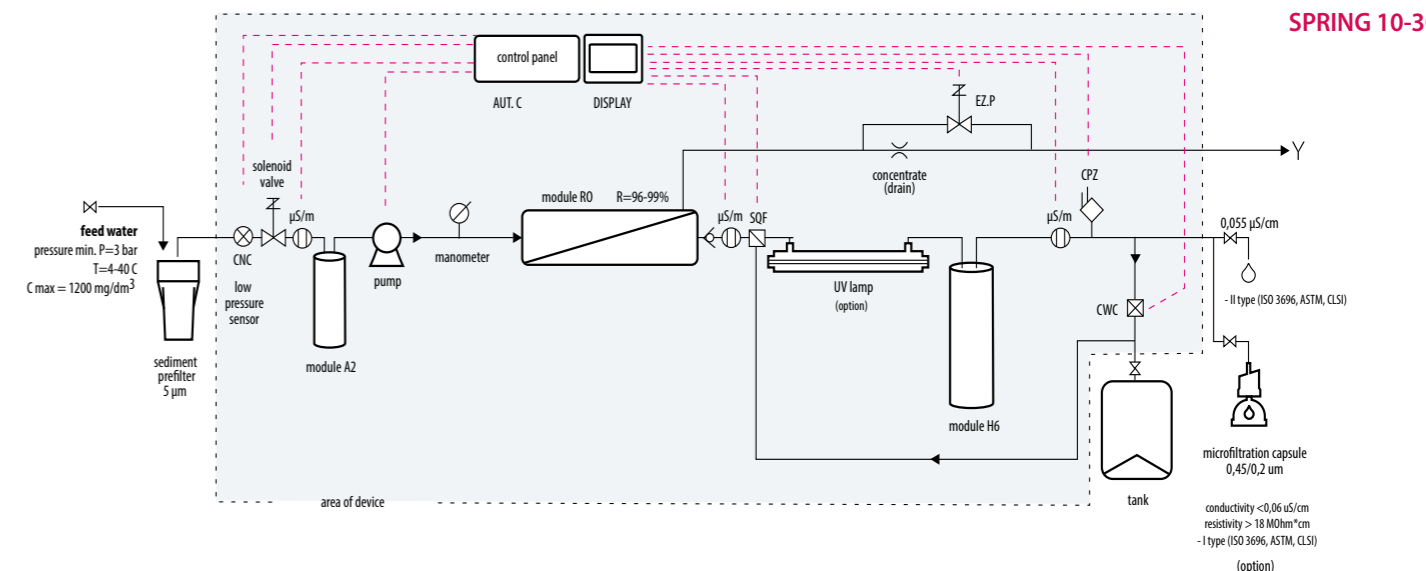 SPRING 10-3
control panel
AUT. C
DISPLAY
EZ.P
solenoid
valve
concentrate
(drain)
CPZ
Y
module RO
R=96-99%
µS/m
µS/m
SQF
µS/m
0,055 µS/cm
feed water
pressure min. P=3 bar
T=4-40 C
C max = 1200 mg/dm3
CNC
low
pressure
sensor
pump
manometer
UV lamp
(option)
- II type (ISO 3696, ASTM, CLSI)
CWC
sediment
prefilter
5 µm
module A2
module H6
microfiltration capsule
0,45/0,2 um
area of device
tank
conductivity <0,06 uS/cm
resistivity > 18 MOhm*cm
- I type (ISO 3696, ASTM, CLSI)
(option)